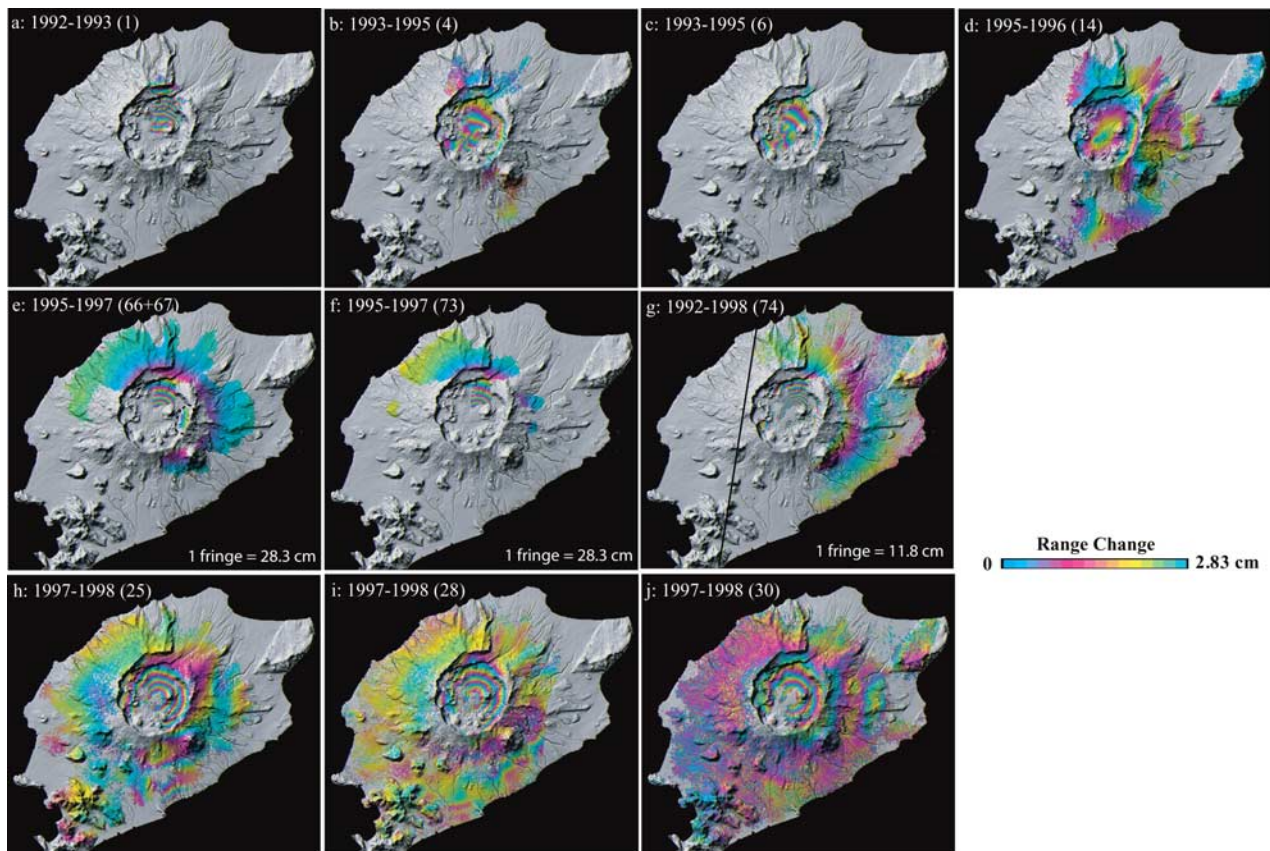 a: 1992-1993 (1)
b: 1993-1995 (4)
c: 1993-1995 (6)
d: 1995-1996 (14)
e: 1995-1997 (66+67)
1 fringe = 28.3 cm
f: 1995-1997 (73)
1 fringe = 28.3 cm
g: 1992-1998 (74)
1 fringe = 11.8 cm
Range Change
0 2.83 cm
h: 1997-1998 (25)
i: 1997-1998 (28)
j: 1997-1998 (30)